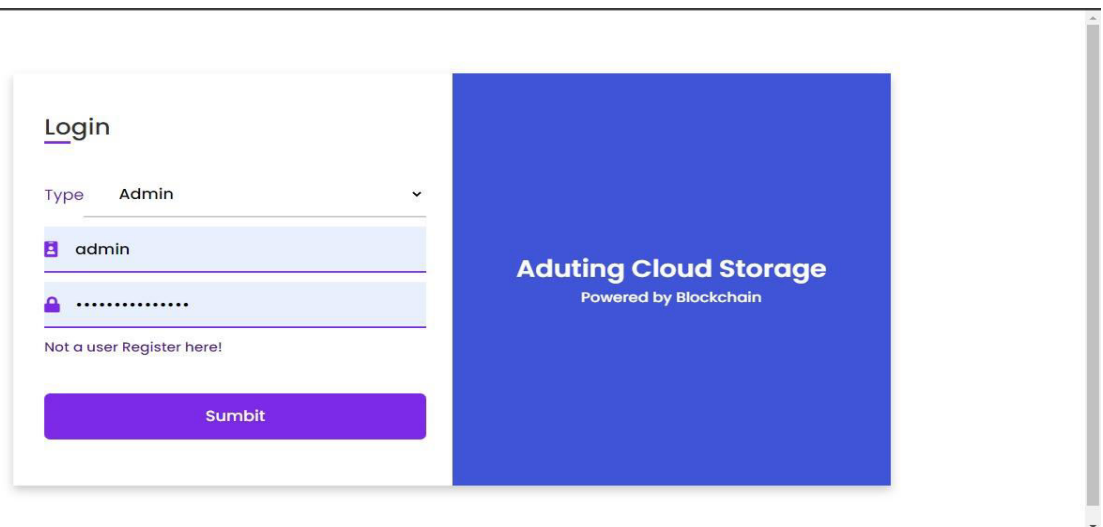 Login
Type Admin
admin
•••••••••••••••
Not a user Register here!
Sumbit
Aduting Cloud Storage
Powered by Blockchain